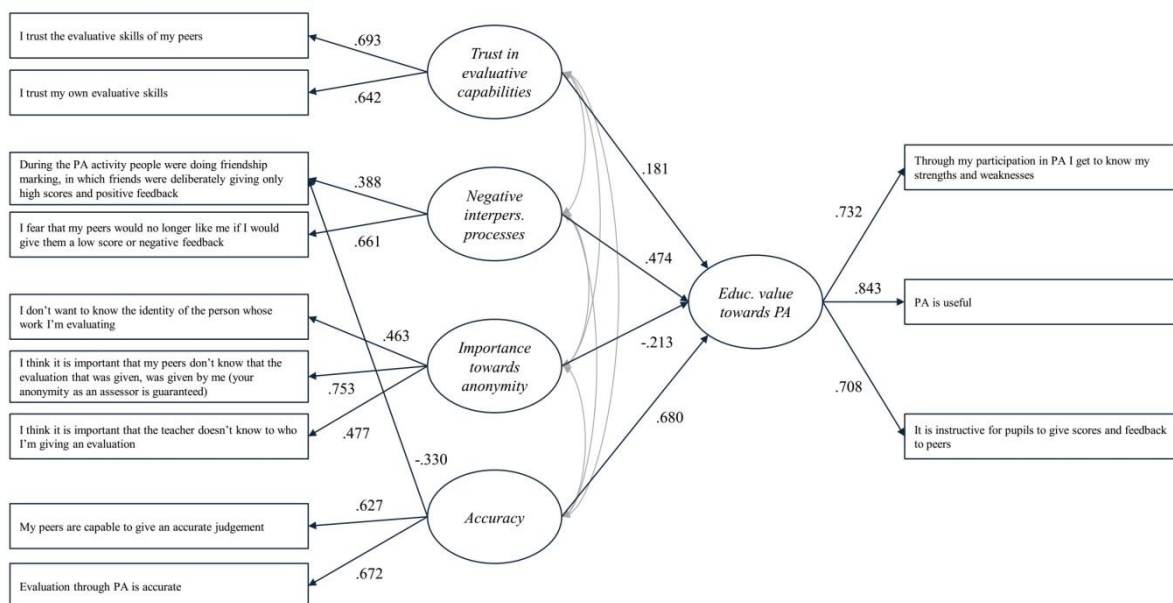 I trust the evaluative skills of my peers
I trust my own evaluative skills
During the PA activity people were doing friendship
marking, in which friends were deliberately giving only
high scores and positive feedback
I fear that my peers would no longer like me if I would
give them a low score or negative feedback
I don't want to know the identity of the person whose
work I'm evaluating
I think it is important that my peers don't know that the
evaluation that was given, was given by me (your
anonymity as an assessor is guaranteed)
I think it is important that the teacher doesn't know to who
I'm giving an evaluation
My peers are capable to give an accurate judgement
Evaluation through PA is accurate
.693
.642
.388
.661
.463
.753
.477
-.330
.627
.672
Trust in
evaluative
capabilities
Negative
interpers.
processes
Importance
towards
anonymity
Accuracy
.181
.474
-.213
.680
Educ. value
towards PA
.732
.843
.708
Through my participation in PA I get to know my
strengths and weaknesses
PA is useful
It is instructive for pupils to give scores and feedback
to peers